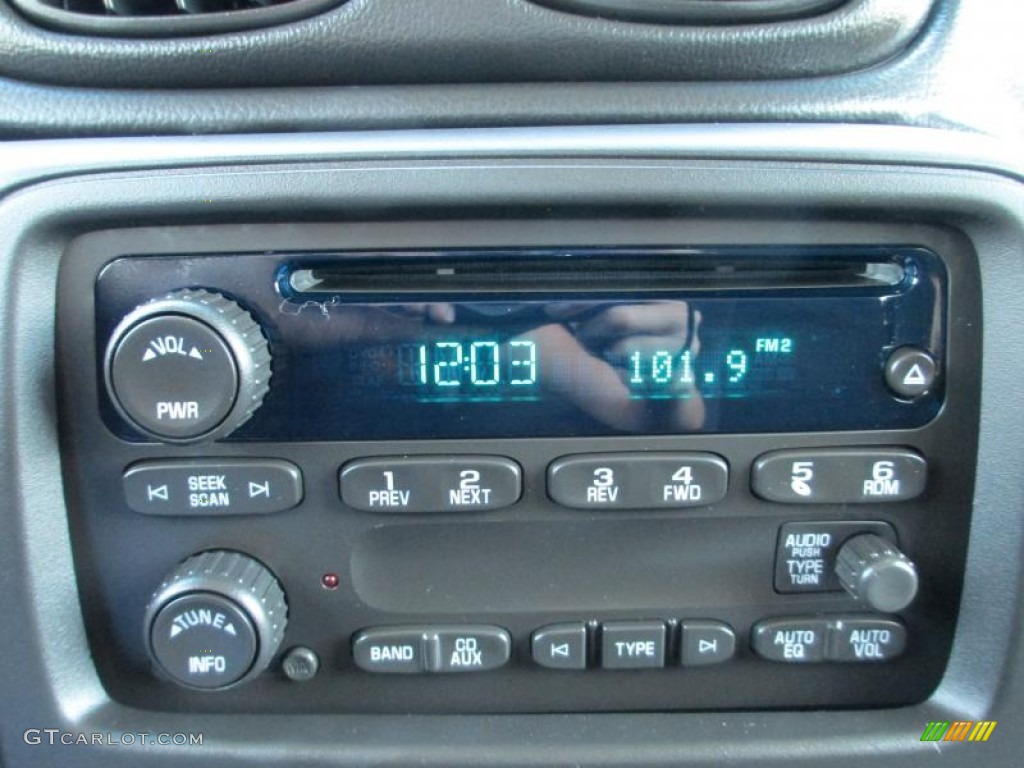 VOL
PWR
12:03
101.9
FM2
SEEK
SCAN
1
PREV
2
NEXT
3
REV
4
FWD
5
6
RDM
AUDIO
PUSH
TYPE
TURN
TUNE
INFO
BAND
CD
AUX
TYPE
AUTO
EQ
AUTO
VOL
GTCARLOT.COM